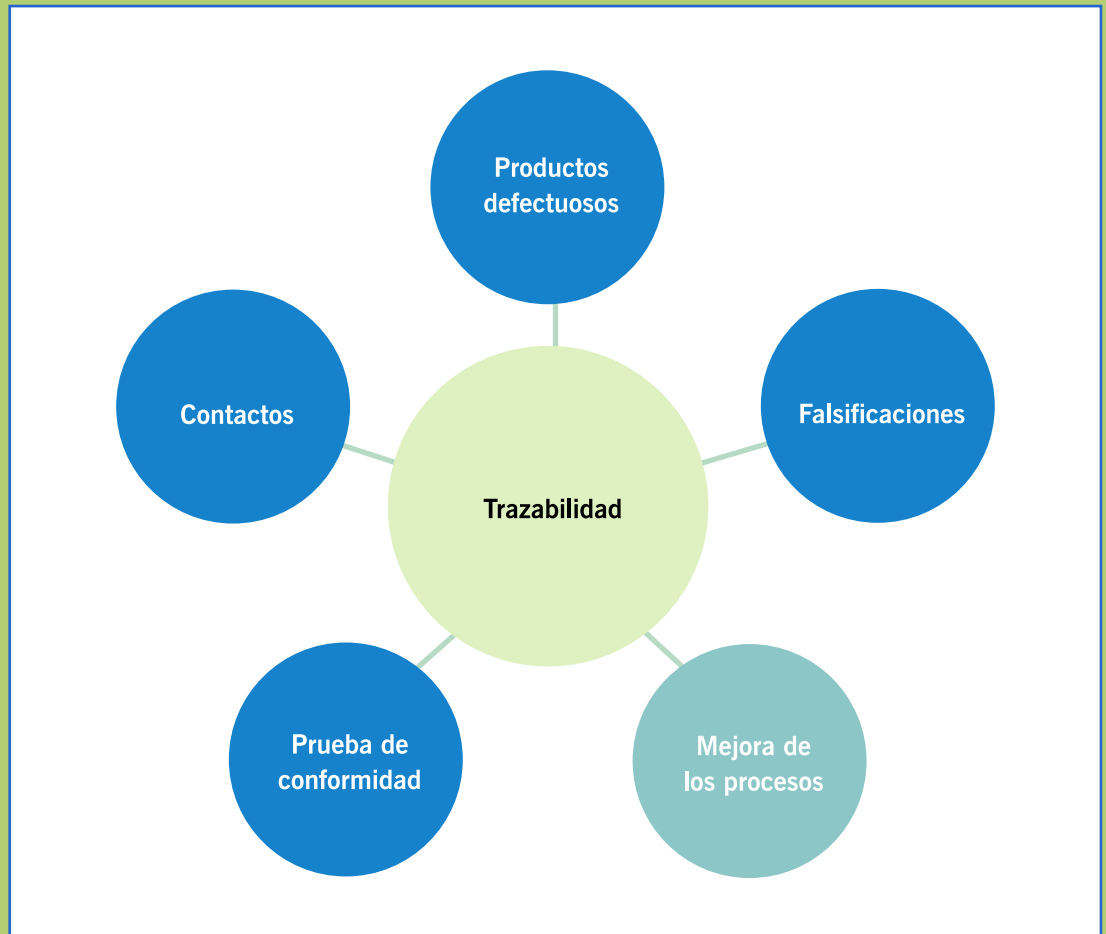 Productos
defectuosos
Contactos
Falsificaciones
Trazabilidad
Prueba de
conformidad
Mejora de
los procesos